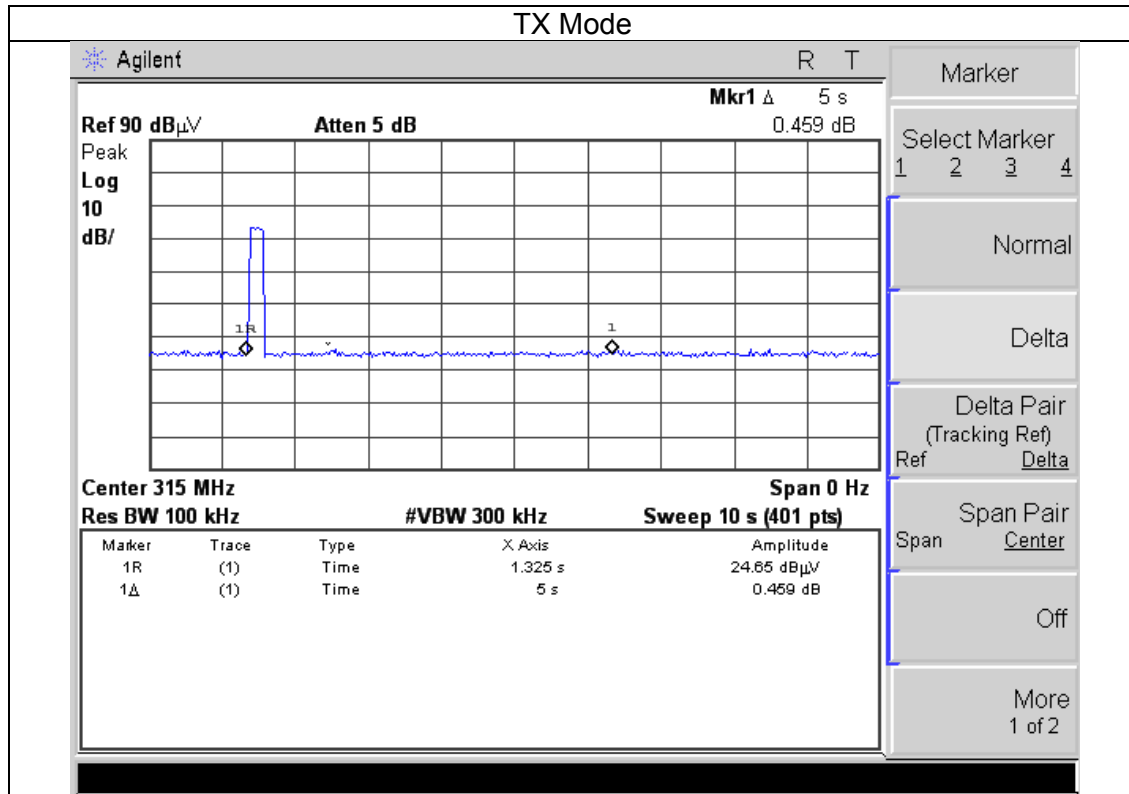 TX Mode
Agilent R T
Mkr1 Δ 5 s
Ref 90 dBµV Atten 5 dB 0.459 dB
Peak
Log
10
dB/
1R
1
Center 315 MHz Span 0 Hz
Res BW 100 kHz #VBW 300 kHz Sweep 10 s (401 pts)
Marker Trace Type X Axis Amplitude
1R (1) Time 1.325 s 24.65 dBµV
1Δ (1) Time 5 s 0.459 dB
Marker
Select Marker
1 2 3 4
Normal
Delta
Delta Pair
(Tracking Ref)
Ref Delta
Span Pair
Span Center
Off
More
1 of 2